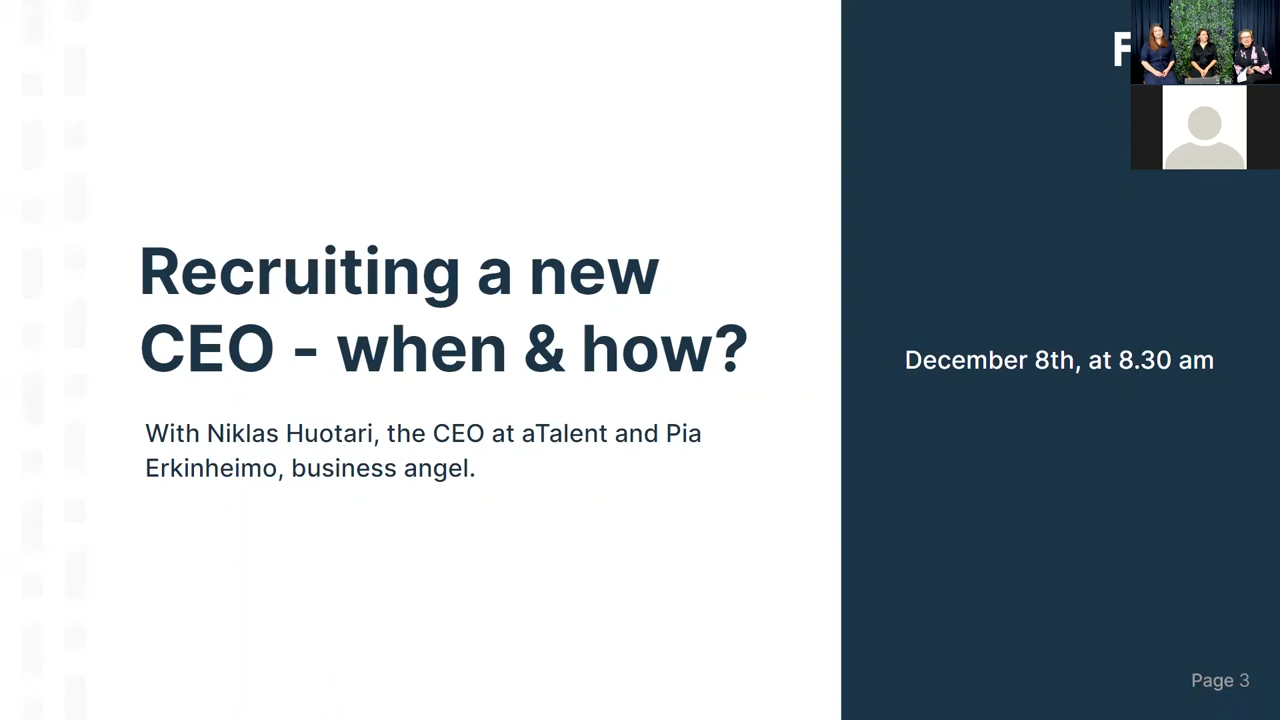 Recruiting a new
CEO - when & how?
With Niklas Huotari, the CEO at aTalent and Pia
Erkinheimo, business angel.
December 8th, at 8.30 am
Page 3